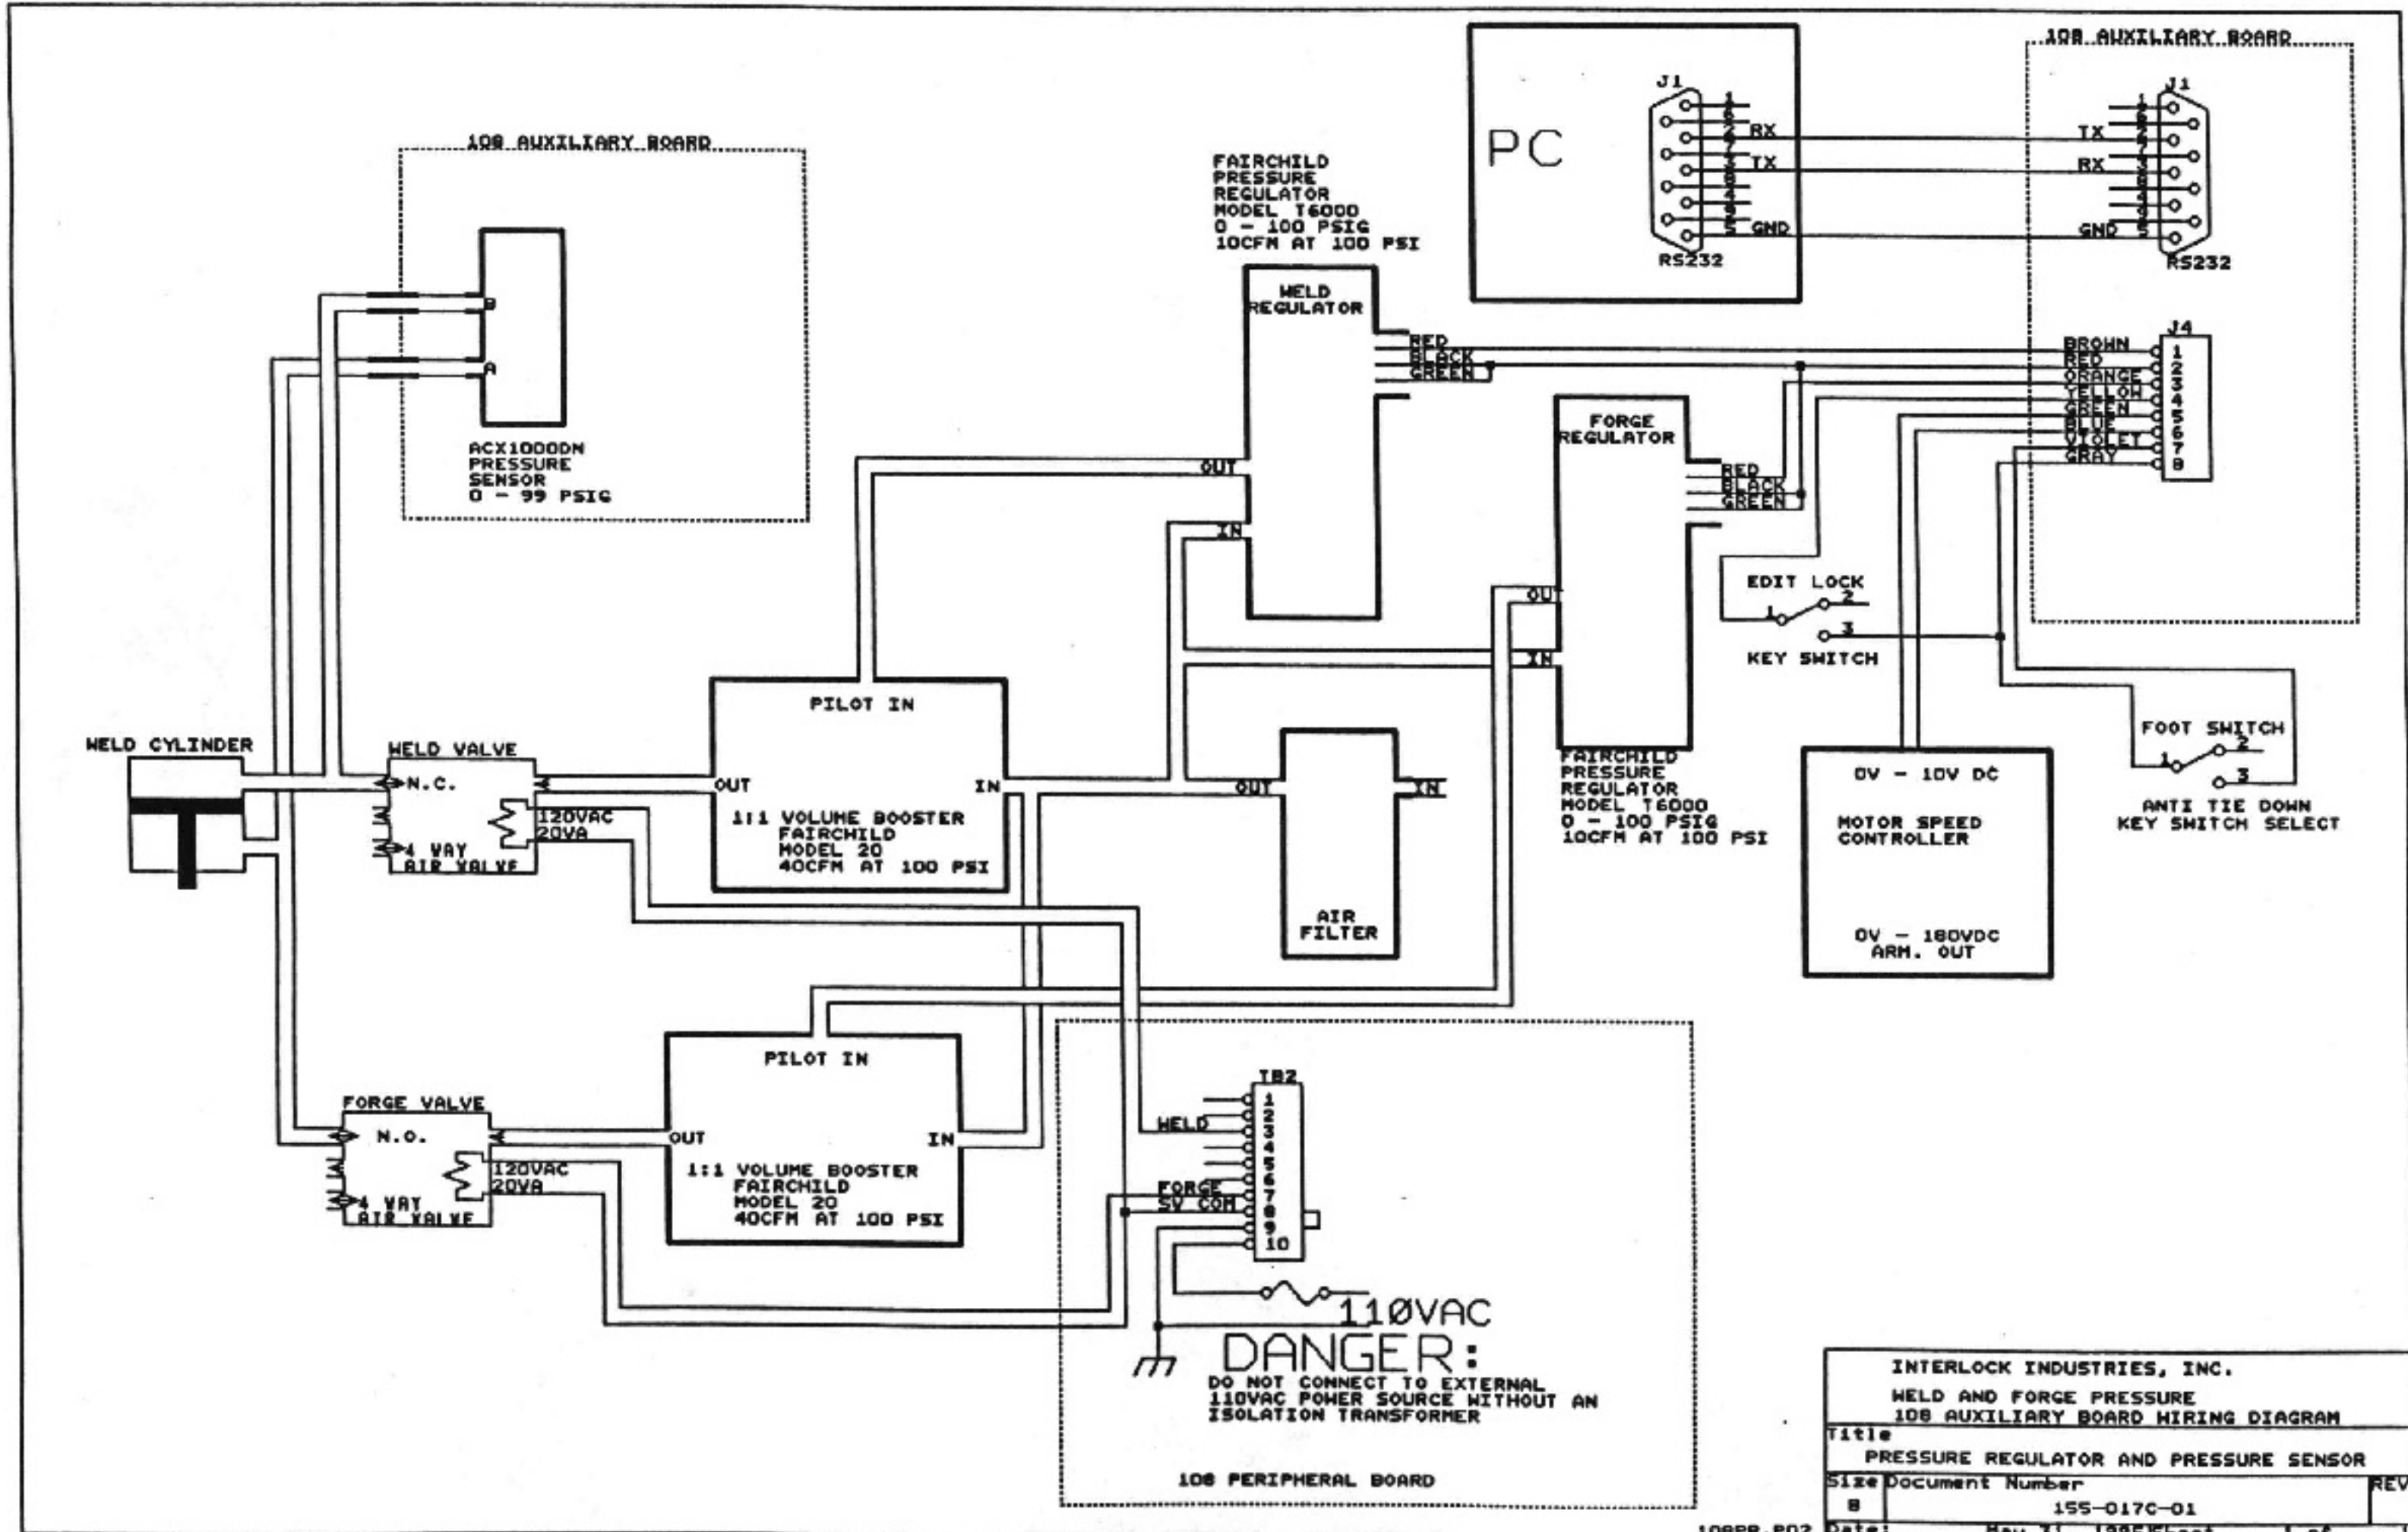 108 AUXILIARY BOARD
B
A
ACX1000DN
PRESSURE
SENSOR
0 - 99 PSIG
FAIRCHILD
PRESSURE
REGULATOR
MODEL T6000
0 - 100 PSIG
10CFM AT 100 PSI
WELD
REGULATOR
RED
BLACK
GREEN
OUT
IN
PC
J1
1
RX
TX
5
GND
RS232
108 AUXILIARY BOARD
J1
1
TX
RX
GND
5
RS232
J4
BROWN 1
RED 2
ORANGE 3
YELLOW 4
GREEN 5
BLUE 6
VIOLET 7
GRAY 8
FORGE
REGULATOR
RED
BLACK
GREEN
OUT
IN
FAIRCHILD
PRESSURE
REGULATOR
MODEL T6000
0 - 100 PSIG
10CFM AT 100 PSI
EDIT LOCK
1
2
3
KEY SWITCH
FOOT SWITCH
1
2
3
ANTI TIE DOWN
KEY SWITCH SELECT
0V - 10V DC
MOTOR SPEED
CONTROLLER
0V - 180VDC
ARM. OUT
WELD CYLINDER
WELD VALVE
N.C.
120VAC
20VA
4 WAY
AIR VALVE
PILOT IN
OUT
IN
1:1 VOLUME BOOSTER
FAIRCHILD
MODEL 20
40CFM AT 100 PSI
OUT
IN
AIR
FILTER
FORGE VALVE
N.O.
120VAC
20VA
4 WAY
AIR VALVE
PILOT IN
OUT
IN
1:1 VOLUME BOOSTER
FAIRCHILD
MODEL 20
40CFM AT 100 PSI
TB2
1
2
WELD 3
4
5
6
FORGE 7
SV COM 8
9
10
110VAC
DANGER:
DO NOT CONNECT TO EXTERNAL
110VAC POWER SOURCE WITHOUT AN
ISOLATION TRANSFORMER
108 PERIPHERAL BOARD
INTERLOCK INDUSTRIES, INC.
WELD AND FORGE PRESSURE
108 AUXILIARY BOARD WIRING DIAGRAM
Title
PRESSURE REGULATOR AND PRESSURE SENSOR
Size Document Number REV
B 155-017C-01
Date: